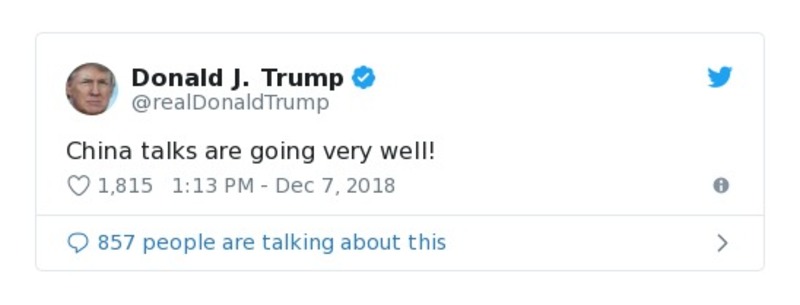 Donald J. Trump
@realDonaldTrump
China talks are going very well!
1,815 1:13 PM - Dec 7, 2018
857 people are talking about this